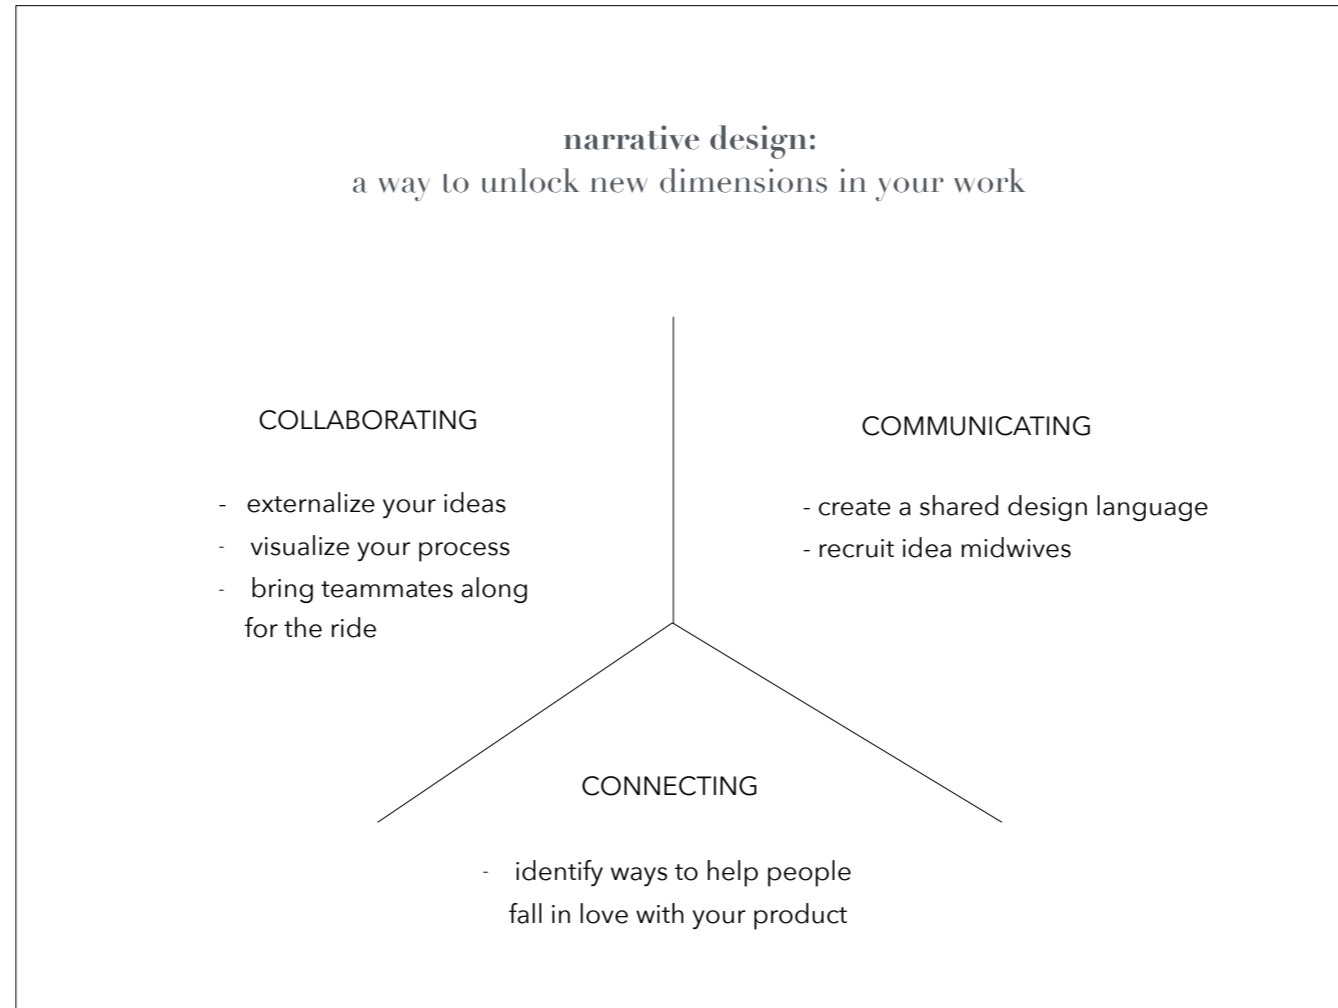 narrative design:
a way to unlock new dimensions in your work
COLLABORATING
- externalize your ideas
- visualize your process
- bring teammates along
for the ride
COMMUNICATING
- create a shared design language
- recruit idea midwives
CONNECTING
- identify ways to help people
fall in love with your product